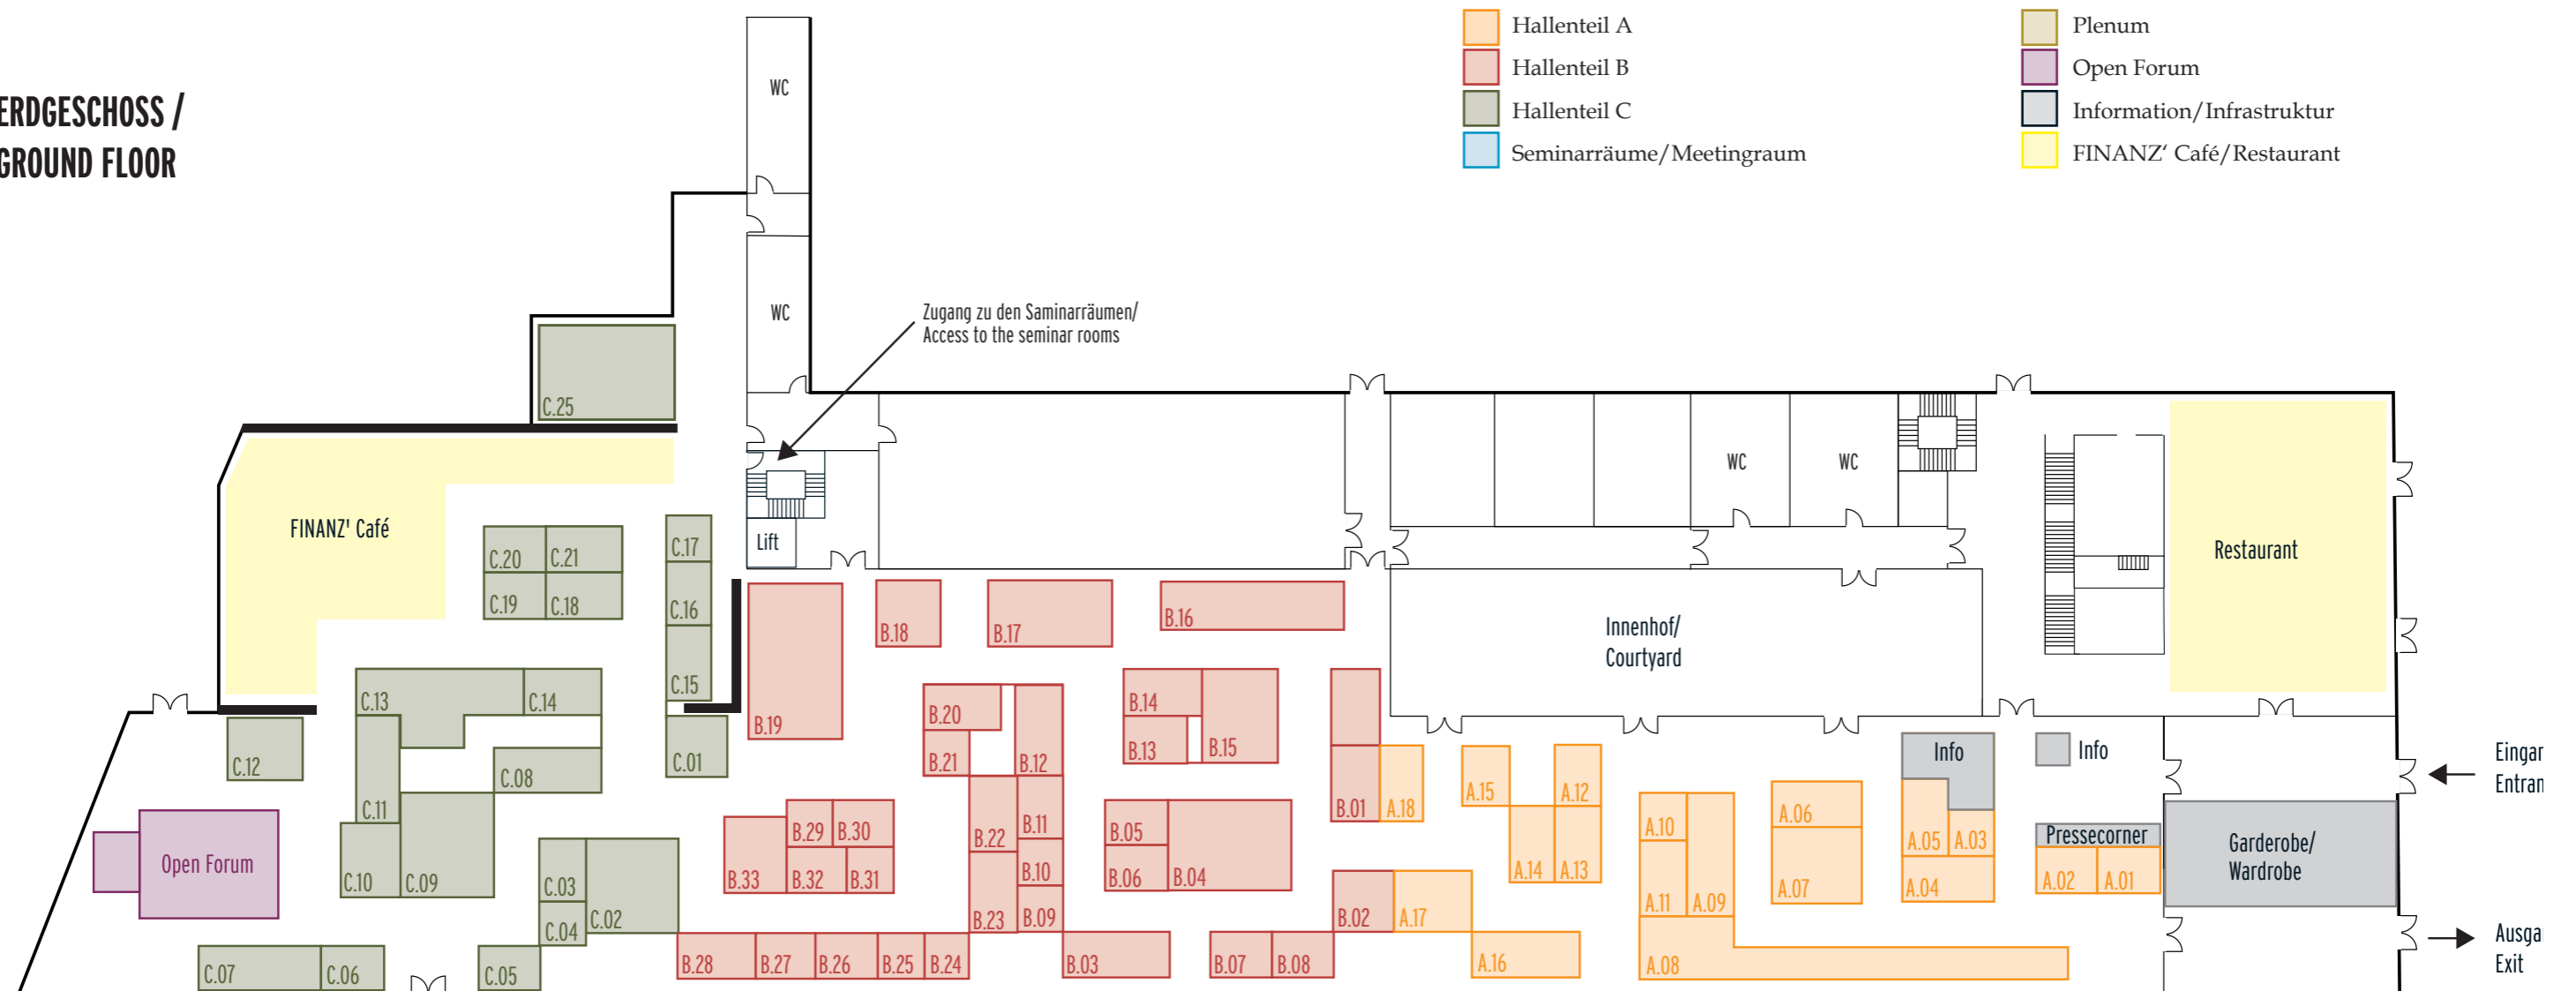 ERDGESCHOSS /
GROUND FLOOR
Hallenteil A
Hallenteil B
Hallenteil C
Seminarräume/Meetingraum
Plenum
Open Forum
Information/Infrastruktur
FINANZ‘ Café/Restaurant
WC
WC
Zugang zu den Saminarräumen/
Access to the seminar rooms
C.25
WC
WC
FINANZ' Café
Lift
Restaurant
C.20
C.21
C.19
C.18
C.17
C.16
C.15
B.18
B.17
B.16
B.19
Innenhof/
Courtyard
C.13
C.14
C.12
C.01
C.08
C.11
C.10
C.09
Open Forum
C.03
C.02
C.04
C.07
C.06
C.05
B.20
B.21
B.12
B.14
B.13
B.15
B.01
A.18
B.29
B.30
B.33
B.32
B.31
B.22
B.11
B.10
B.23
B.09
B.05
B.06
B.04
B.02
A.17
B.28
B.27
B.26
B.25
B.24
B.03
B.07
B.08
A.16
A.15
A.12
A.14
A.13
A.10
A.11
A.09
A.08
A.06
A.07
Info
A.05
A.03
A.04
Info
Pressecorner
A.02
A.01
Garderobe/
Wardrobe
Eingar
Entran
Ausga
Exit